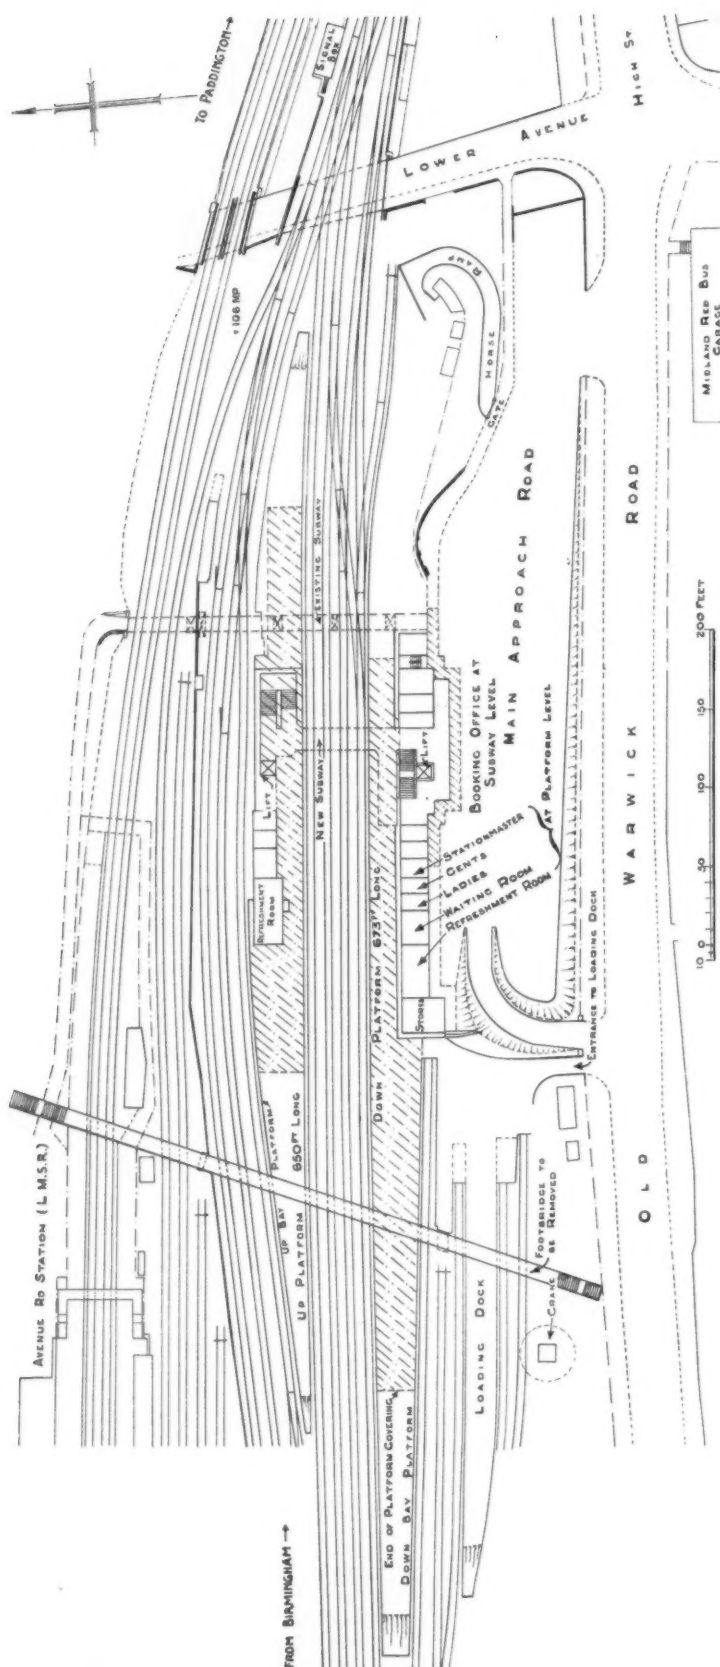 TO PADDINGTON
SIGNAL
BOX
LOWER AVENUE
HIGH ST.
106 MP
RAMP
HORSE
GATE
MIDLAND RED BUS
GARAGE
MAIN APPROACH ROAD
EXISTING SUBWAY
BOOKING OFFICE AT
SUBWAY LEVEL
LIFT
LIFT
NEW SUBWAY
STATIONMASTER
GENTS
LADIES
WAITING ROOM
REFRESHMENT ROOM
AT PLATFORM LEVEL
REFRESHMENT
ROOM
DOWN PLATFORM 673FT LONG
STORES
ENTRANCE TO LOADING DOCK
OLD WARWICK ROAD
10 0 50 100 150 200 FEET
AVENUE RD STATION (L.M.S.R.)
UP BAY PLATFORM
UP PLATFORM 650FT LONG
FOOTBRIDGE TO
BE REMOVED
CRANE
LOADING DOCK
END OF PLATFORM COVERING
DOWN BAY PLATFORM
FROM BIRMINGHAM